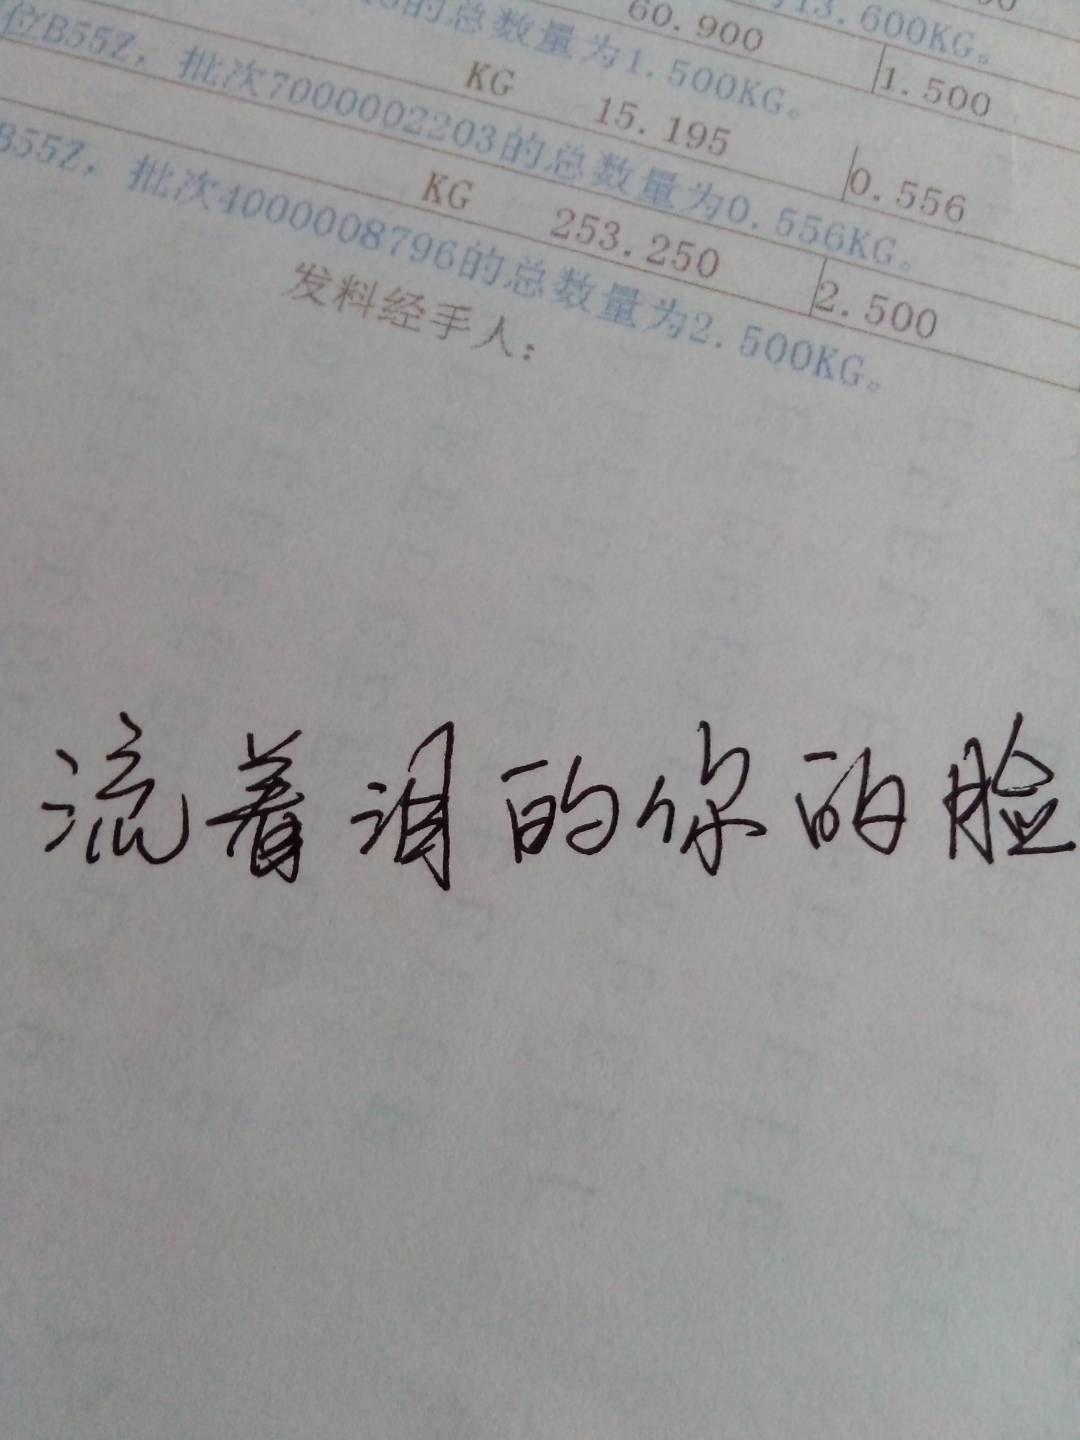 13.600KG。
60.900 1.500
的总数量为1.500KG。
KG 15.195 0.556
位B55Z，批次7000002203的总数量为0.556KG。
KG 253.250 2.500
B55Z，批次4000008796的总数量为2.500KG。
发料经手人：
流着泪的你的脸